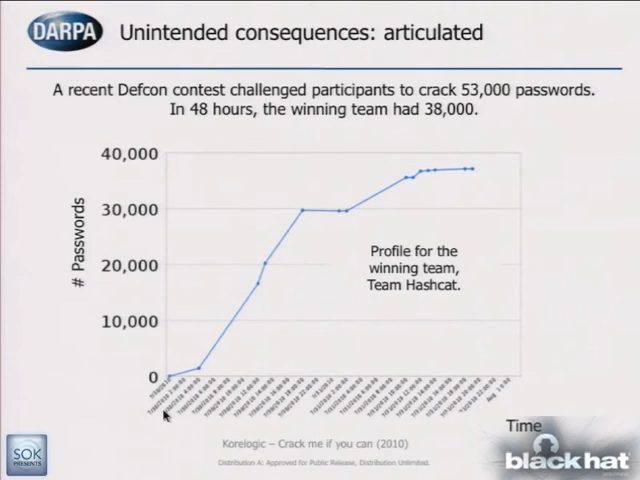 DARPA
Unintended consequences: articulated
A recent Defcon contest challenged participants to crack 53,000 passwords.
In 48 hours, the winning team had 38,000.
40,000
30,000
20,000
10,000
0
# Passwords
Profile for the
winning team,
Team Hashcat.
Time
Korelogic – Crack me if you can (2010)
Distribution A: Approved for Public Release, Distribution Unlimited.
SOK
PRESENTS
black hat